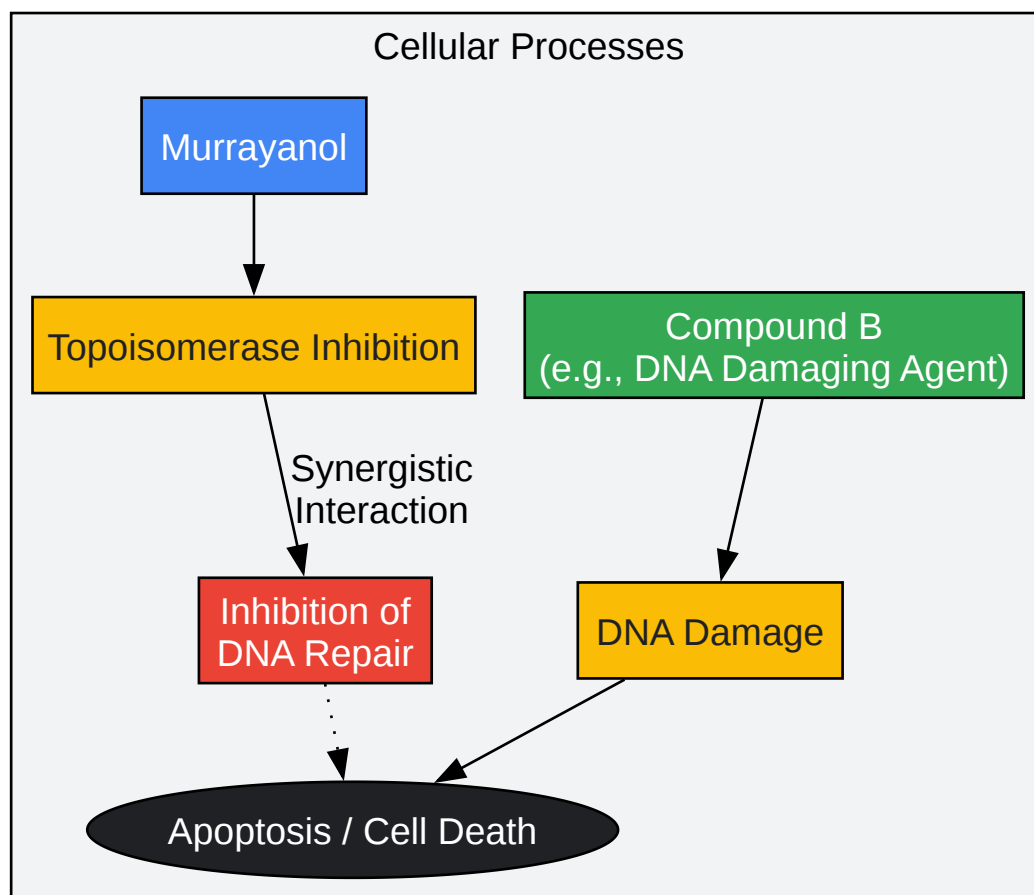 Cellular Processes
Murrayanol
Topoisomerase Inhibition
Compound B
(e.g., DNA Damaging Agent)
Synergistic
Interaction
Inhibition of
DNA Repair
DNA Damage
Apoptosis / Cell Death